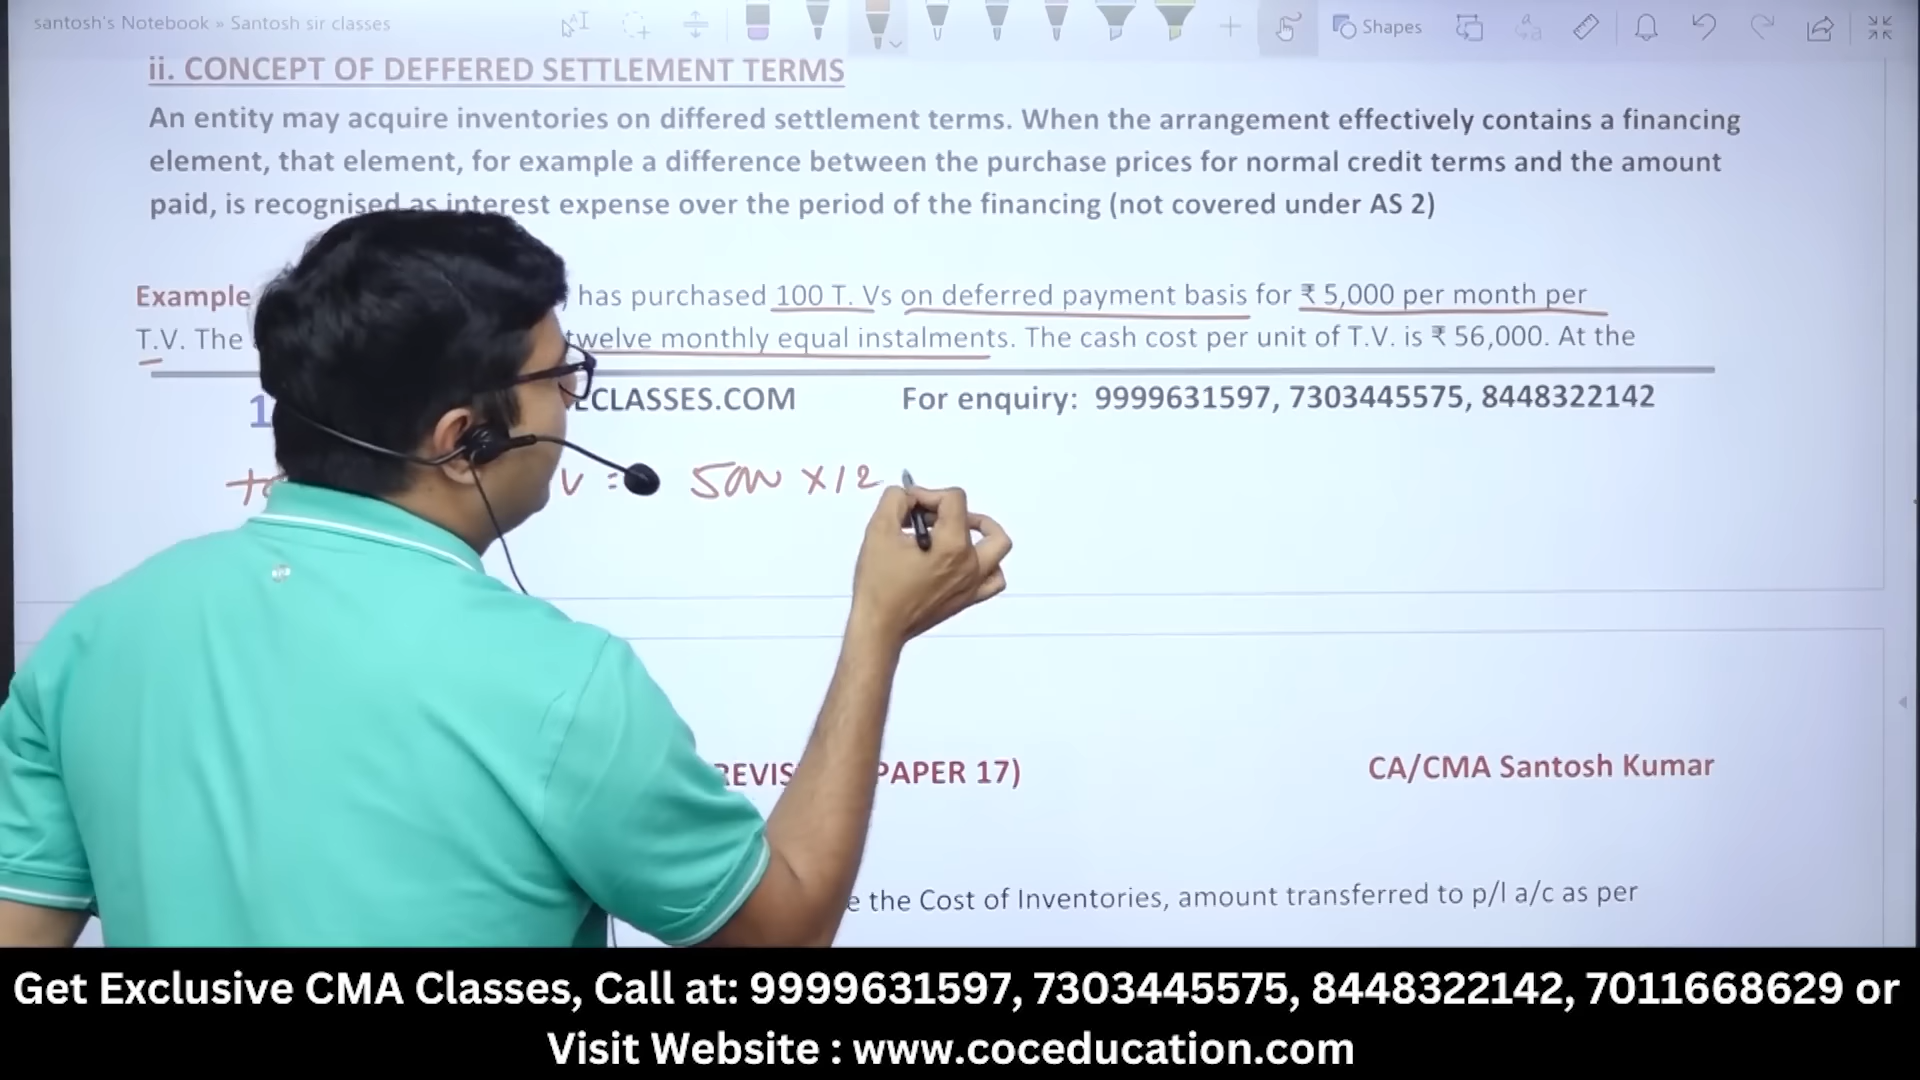 santosh's Notebook » Santosh sir classes
Shapes
ii. CONCEPT OF DEFFERED SETTLEMENT TERMS
An entity may acquire inventories on differed settlement terms. When the arrangement effectively contains a financing
element, that element, for example a difference between the purchase prices for normal credit terms and the amount
paid, is recognised as interest expense over the period of the financing (not covered under AS 2)
Example has purchased 100 T. Vs on deferred payment basis for ₹ 5,000 per month per
T.V. The twelve monthly equal instalments. The cash cost per unit of T.V. is ₹ 56,000. At the
CLASSES.COM For enquiry: 9999631597, 7303445575, 8448322142
V = 5000 × 12
PAPER 17) CA/CMA Santosh Kumar
the Cost of Inventories, amount transferred to p/l a/c as per
Get Exclusive CMA Classes, Call at: 9999631597, 7303445575, 8448322142, 7011668629 or
Visit Website : www.coceducation.com